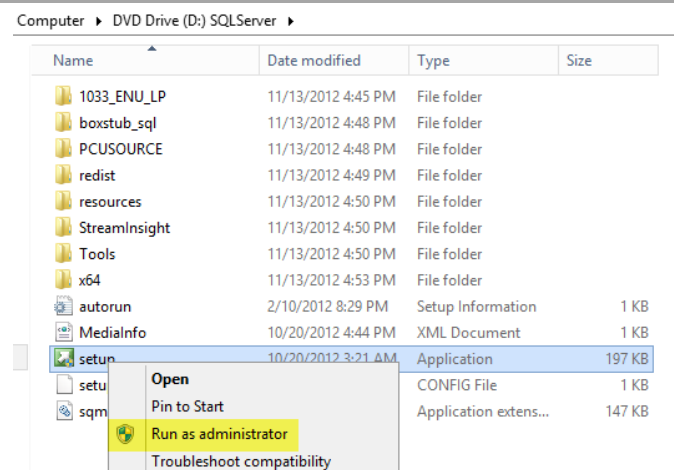 Computer ▸ DVD Drive (D:) SQLServer ▸
Name Date modified Type Size
1033_ENU_LP 11/13/2012 4:45 PM File folder
boxstub_sql 11/13/2012 4:48 PM File folder
PCUSOURCE 11/13/2012 4:48 PM File folder
redist 11/13/2012 4:49 PM File folder
resources 11/13/2012 4:50 PM File folder
StreamInsight 11/13/2012 4:50 PM File folder
Tools 11/13/2012 4:50 PM File folder
x64 11/13/2012 4:53 PM File folder
autorun 2/10/2012 8:29 PM Setup Information 1 KB
MediaInfo 10/20/2012 4:44 PM XML Document 1 KB
setup 10/20/2012 3:21 AM Application 197 KB
setu CONFIG File 1 KB
sqm Application extens... 147 KB
Open
Pin to Start
Run as administrator
Troubleshoot compatibility